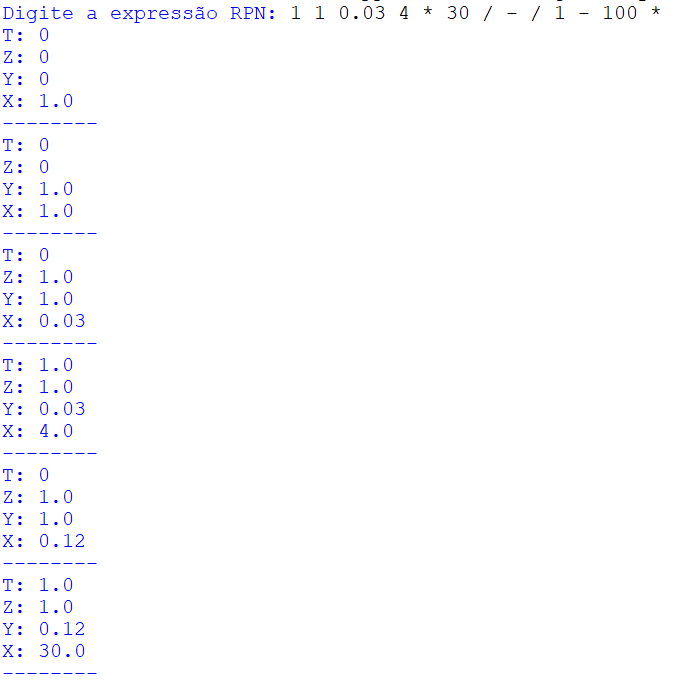 Digite a expressão RPN: 1 1 0.03 4 * 30 / - / 1 - 100 *
T: 0
Z: 0
Y: 0
X: 1.0
--------
T: 0
Z: 0
Y: 1.0
X: 1.0
--------
T: 0
Z: 1.0
Y: 1.0
X: 0.03
--------
T: 1.0
Z: 1.0
Y: 0.03
X: 4.0
--------
T: 0
Z: 1.0
Y: 1.0
X: 0.12
--------
T: 1.0
Z: 1.0
Y: 0.12
X: 30.0
--------